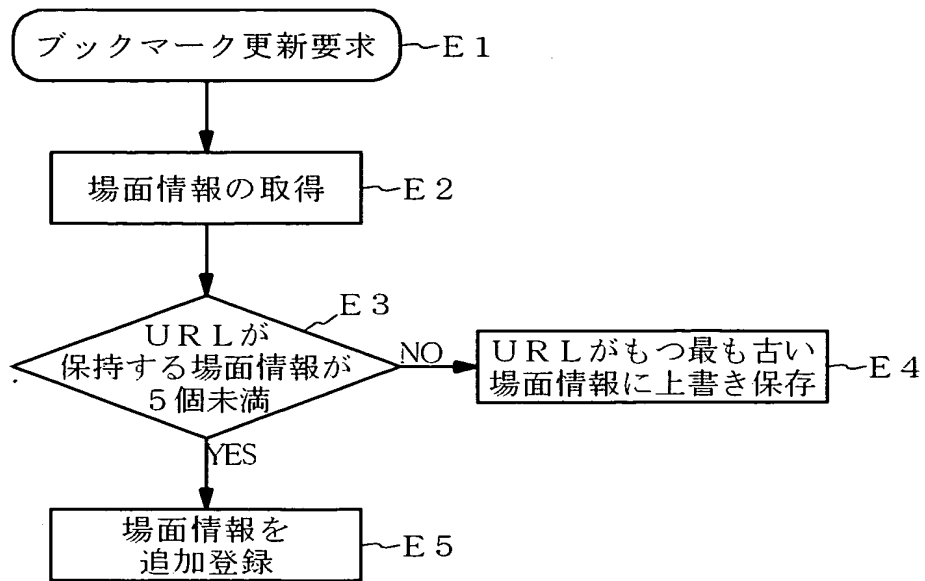 ブックマーク更新要求
E1
場面情報の取得
E2
E3
URLが
保持する場面情報が
5個未満
NO
URLがもつ最も古い
場面情報に上書き保存
E4
YES
場面情報を
追加登録
E5